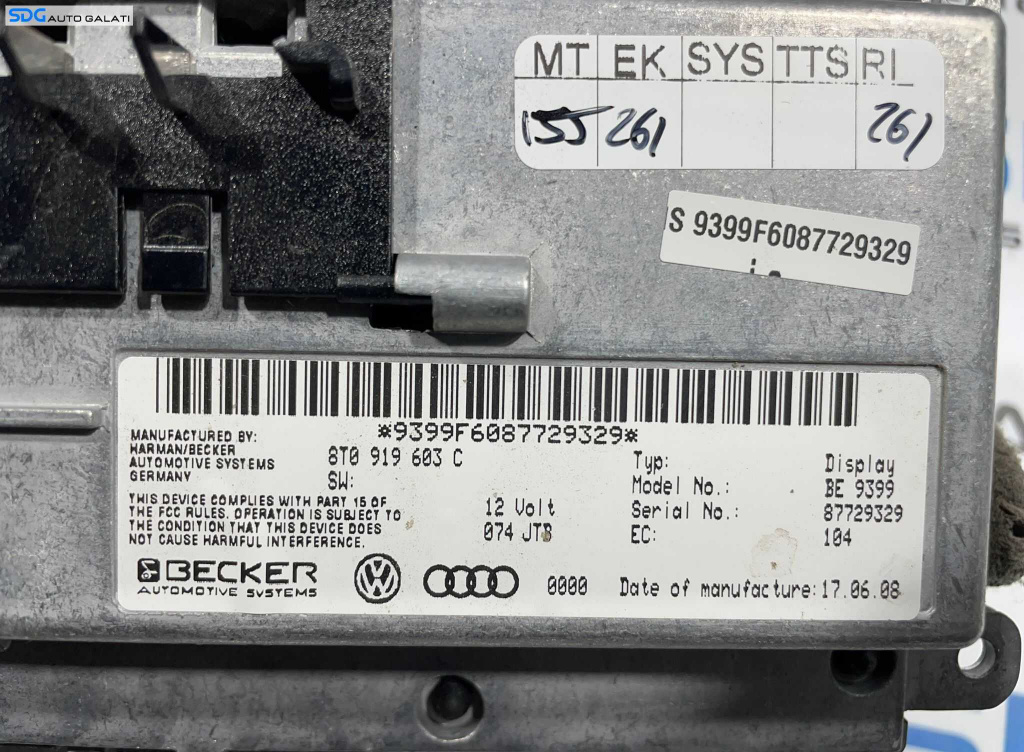 SDG AUTO GALATI
MT EK SYS TTS RL
155 261 261
S 9399F6087729329
*9399F6087729329*
MANUFACTURED BY:
HARMAN/BECKER
AUTOMOTIVE SYSTEMS
GERMANY
8T0 919 603 C
SW:
THIS DEVICE COMPLIES WITH PART 15 OF
THE FCC RULES. OPERATION IS SUBJECT TO
THE CONDITION THAT THIS DEVICE DOES
NOT CAUSE HARMFUL INTERFERENCE.
12 Volt
074 JTB
Typ: Display
Model No.: BE 9399
Serial No.: 87729329
EC: 104
BECKER
AUTOMOTIVE SYSTEMS
0000
Date of manufacture: 17.06.08